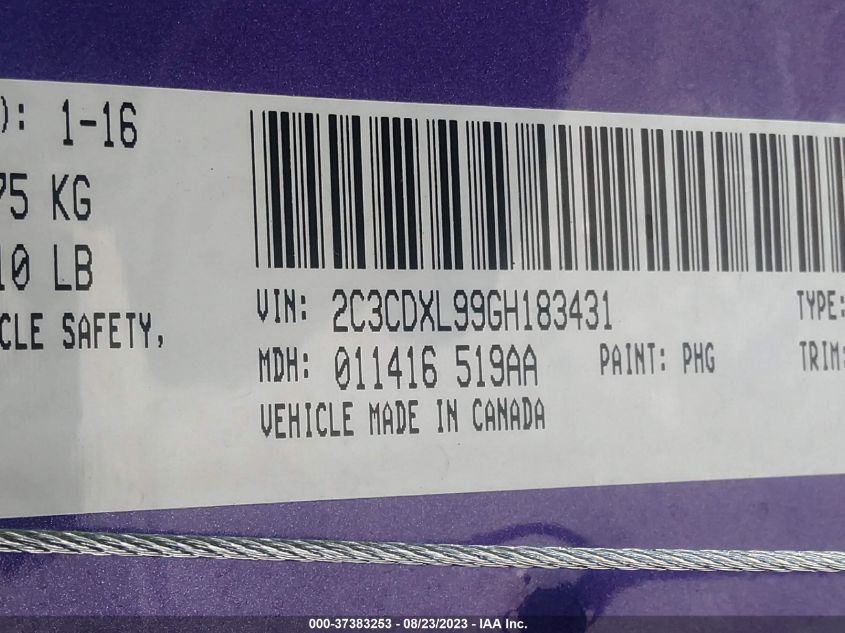 ): 1-16
75 KG
10 LB
CLE SAFETY,
VIN: 2C3CDXL99GH183431
TYPE:
MDH: 011416 519AA
PAINT: PHG
TRIM:
VEHICLE MADE IN CANADA
000-37383253 - 08/23/2023 - IAA Inc.